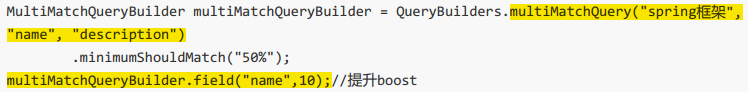 MultiMatchQueryBuilder multiMatchQueryBuilder = QueryBuilders.multiMatchQuery("spring框架",
"name", "description")
.minimumShouldMatch("50%");
multiMatchQueryBuilder.field("name",10);//提升boost